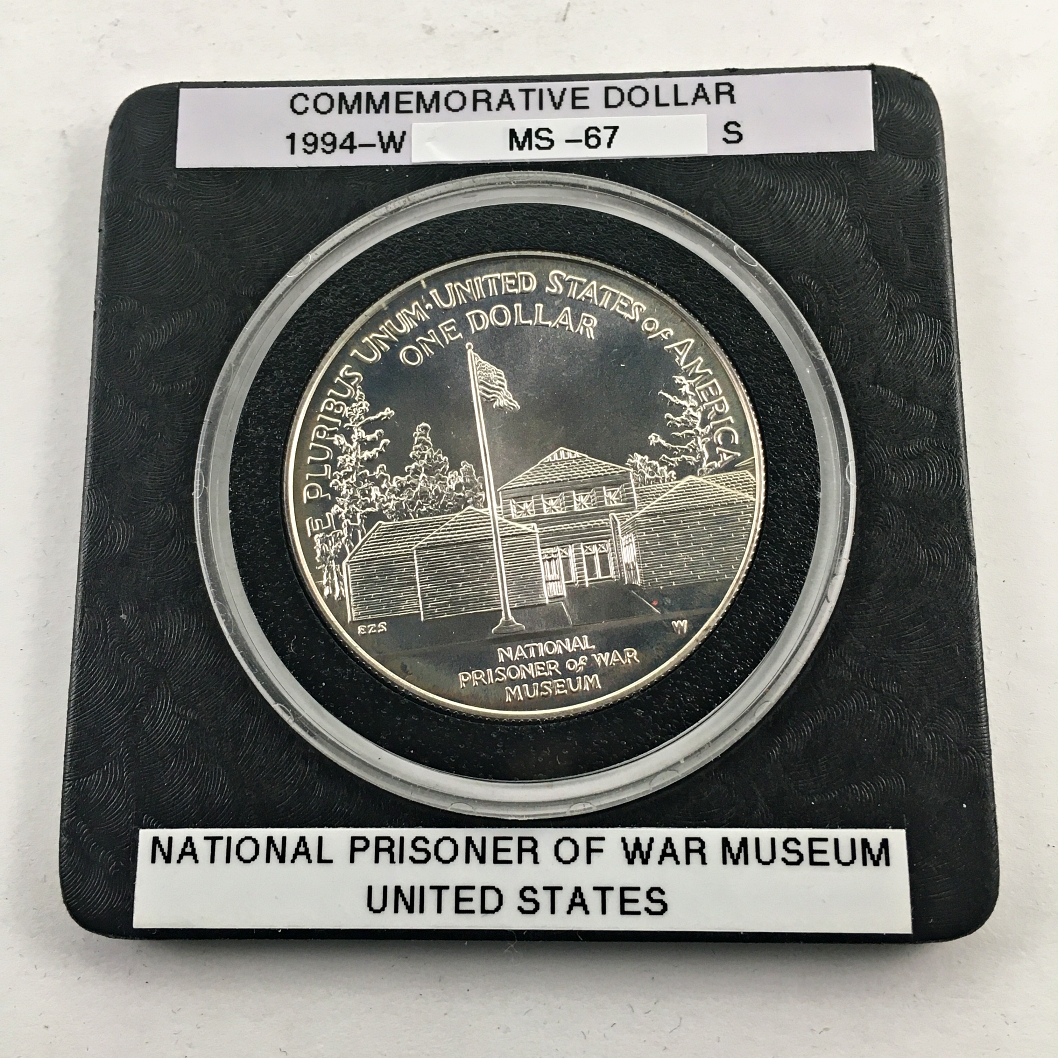 COMMEMORATIVE DOLLAR
1994–W MS –67 S
E PLURIBUS UNUM · UNITED STATES of AMERICA
ONE DOLLAR
EZS
W
NATIONAL
PRISONER of WAR
MUSEUM
NATIONAL PRISONER OF WAR MUSEUM
UNITED STATES